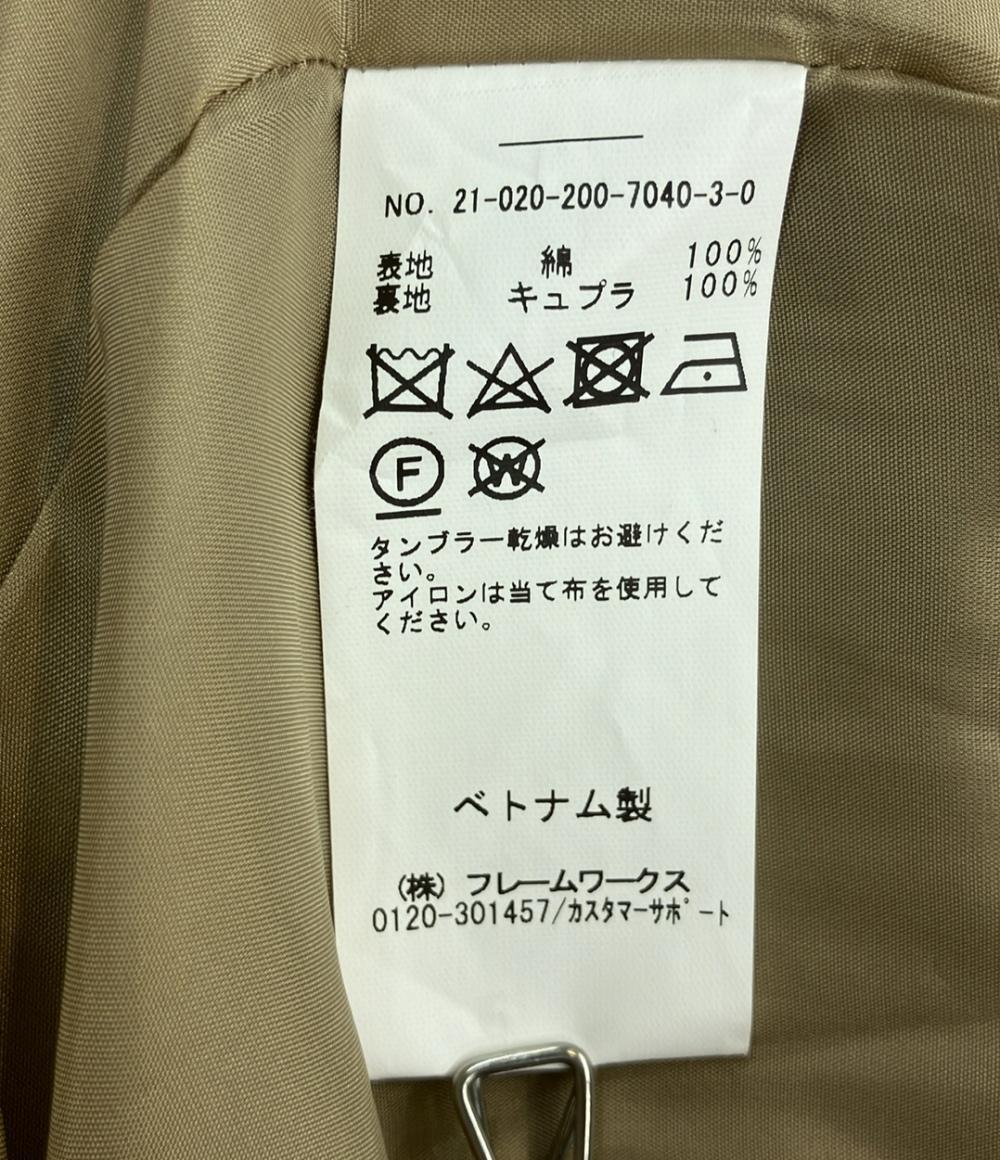 NO. 21-020-200-7040-3-0
表地 綿 100%
裏地 キュプラ 100%
F W
タンブラー乾燥はお避けくだ
さい。
アイロンは当て布を使用して
ください。
ベトナム製
(株) フレームワークス
0120-301457/カスタマーサポート